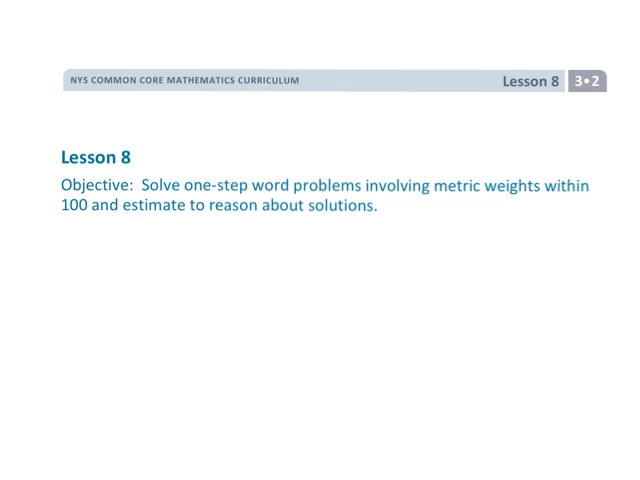 NYS COMMON CORE MATHEMATICS CURRICULUM Lesson 8 3•2
Lesson 8
Objective: Solve one-step word problems involving metric weights within
100 and estimate to reason about solutions.